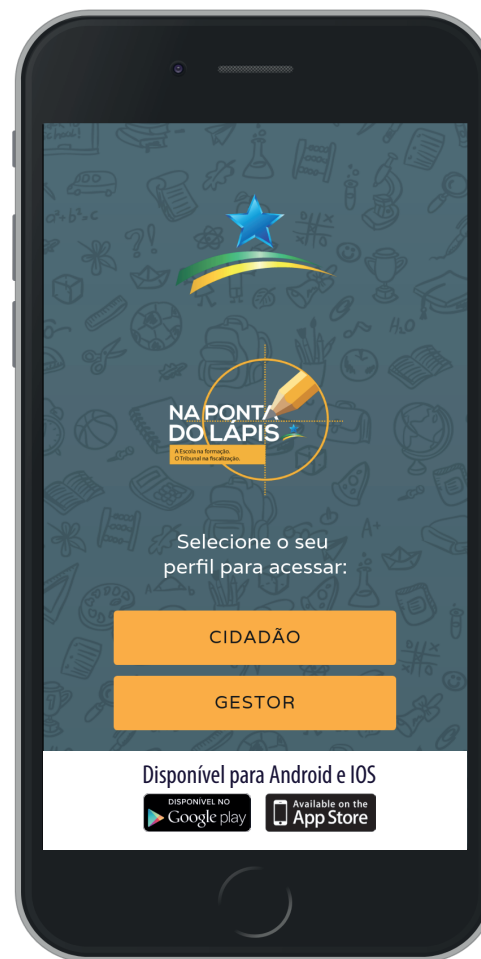 NA PONTA
DO LÁPIS
A Escola na formação.
O Tribunal na fiscalização.
Selecione o seu
perfil para acessar:
CIDADÃO
GESTOR
Disponível para Android e IOS
DISPONÍVEL NO
Google play
Available on the
App Store